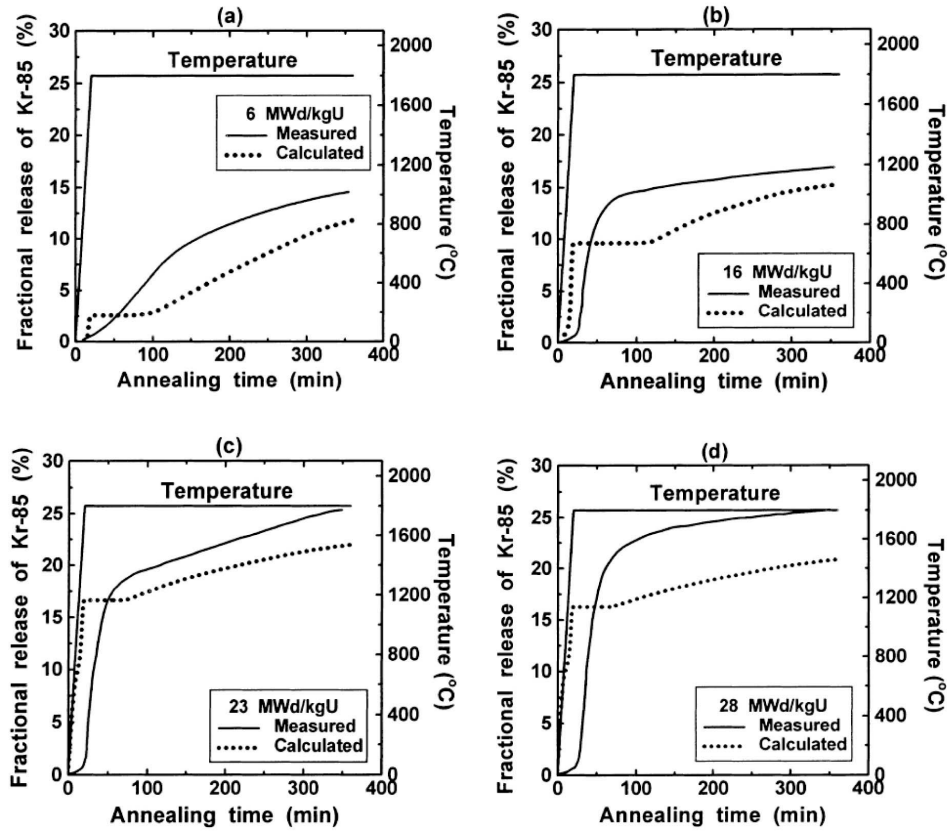 (a)
Fractional release of Kr-85 (%)
30
25
20
15
10
5
0
Temperature
6 MWd/kgU
Measured
Calculated
2000
1600
1200
800
400
0
Temperature (°C)
0 100 200 300 400
Annealing time (min)
(b)
Fractional release of Kr-85 (%)
30
25
20
15
10
5
0
Temperature
16 MWd/kgU
Measured
Calculated
2000
1600
1200
800
400
0
Temperature (°C)
0 100 200 300 400
Annealing time (min)
(c)
Fractional release of Kr-85 (%)
30
25
20
15
10
5
0
Temperature
23 MWd/kgU
Measured
Calculated
2000
1600
1200
800
400
0
Temperature (°C)
0 100 200 300 400
Annealing time (min)
(d)
Fractional release of Kr-85 (%)
30
25
20
15
10
5
0
Temperature
28 MWd/kgU
Measured
Calculated
2000
1600
1200
800
400
0
Temperature (°C)
0 100 200 300 400
Annealing time (min)